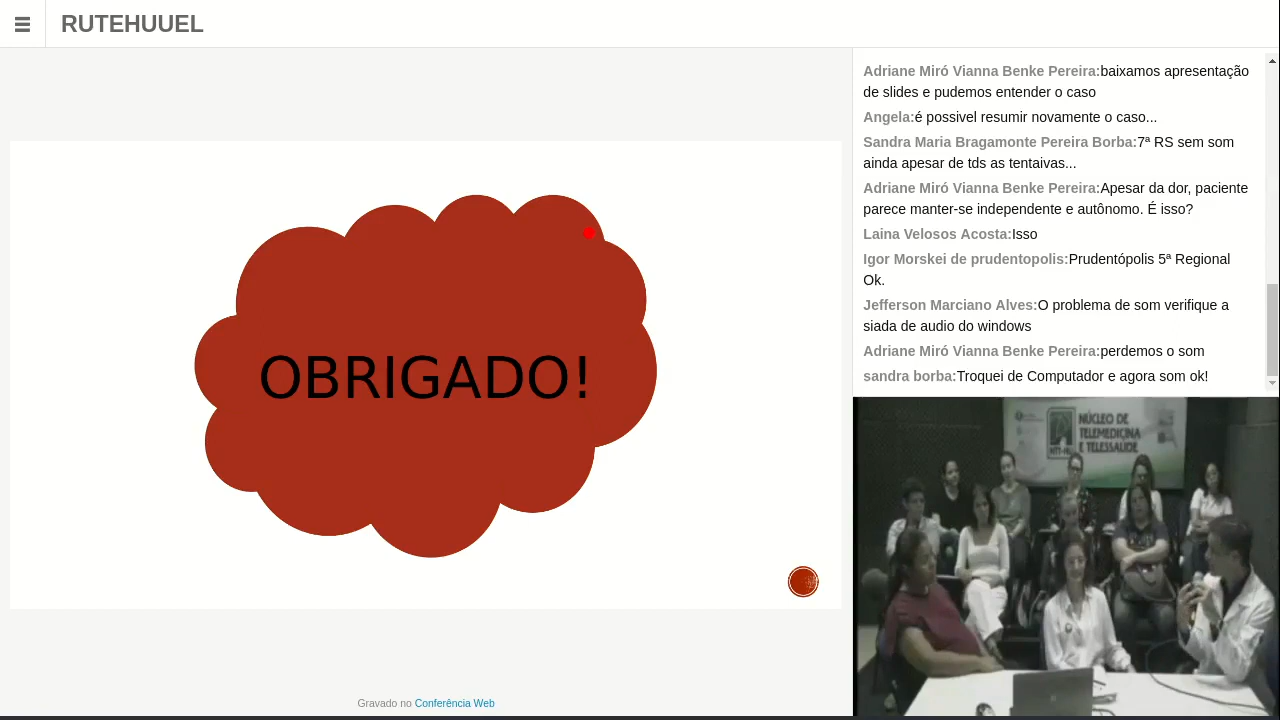 RUTEHUUEL
Adriane Miró Vianna Benke Pereira:baixamos apresentação
de slides e pudemos entender o caso
Angela:é possivel resumir novamente o caso...
Sandra Maria Bragamonte Pereira Borba:7ª RS sem som
ainda apesar de tds as tentaivas...
Adriane Miró Vianna Benke Pereira:Apesar da dor, paciente
parece manter-se independente e autônomo. É isso?
Laina Velosos Acosta:Isso
Igor Morskei de prudentopolis:Prudentópolis 5ª Regional
Ok.
Jefferson Marciano Alves:O problema de som verifique a
siada de audio do windows
Adriane Miró Vianna Benke Pereira:perdemos o som
sandra borba:Troquei de Computador e agora som ok!
OBRIGADO!
NÚCLEO DE
TELEMEDICINA
E TELESSAÚDE
Gravado no Conferência Web